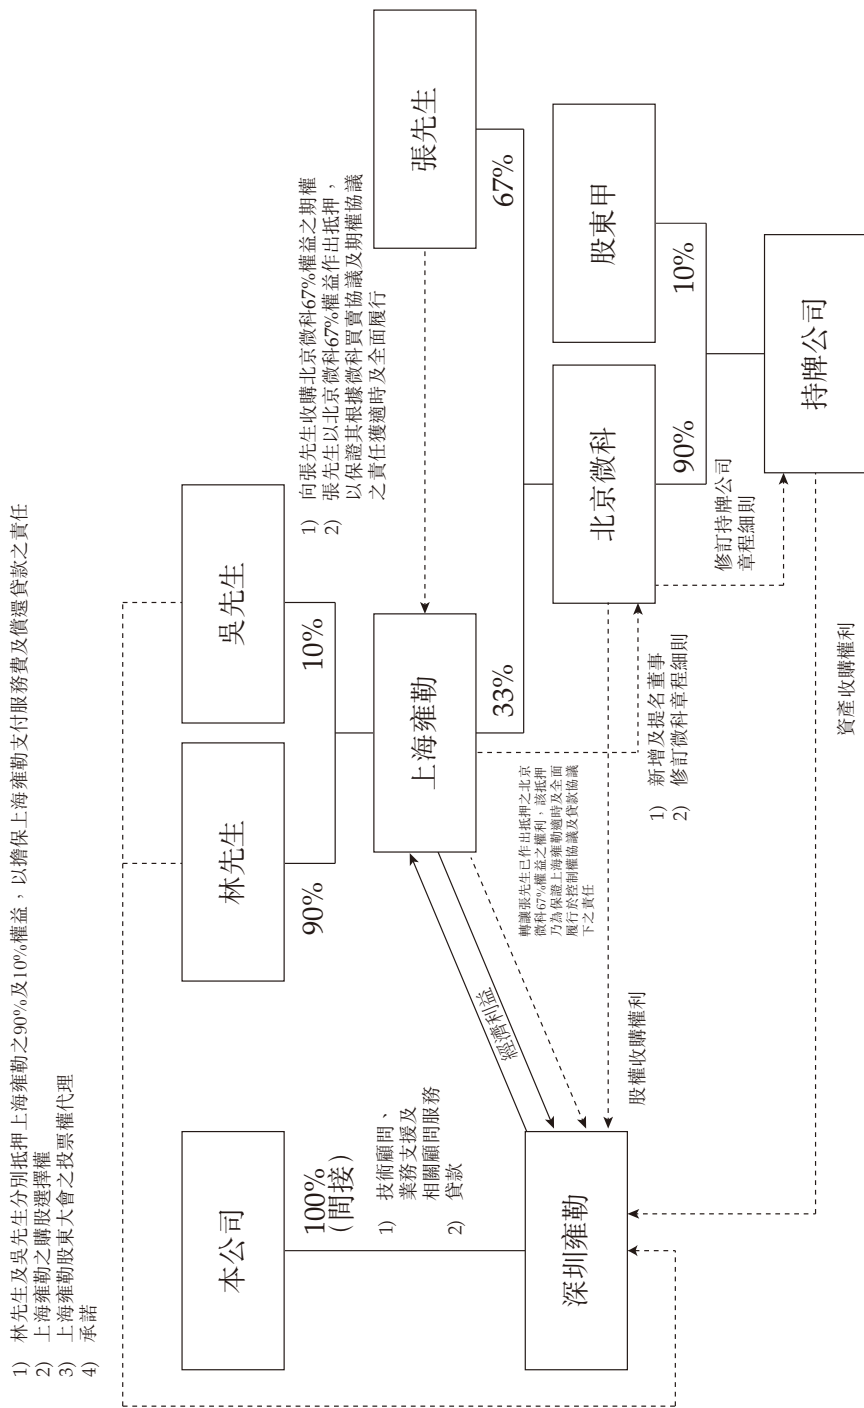 1) 林先生及吳先生分別抵押上海雍勒之90%及10%權益，以擔保上海雍勒支付服務費及償還貸款之責任
2) 上海雍勒之購股選擇權
3) 上海雍勒股東大會之投票權代理
4) 承諾
本公司
林先生
吳先生
100%
（間接）
90%
10%
1) 向張先生收購北京微科67%權益之期權
2) 張先生以北京微科67%權益作出抵押，
以保證其根據微科買賣協議及期權協議
之責任獲適時及全面履行
1) 技術顧問、
業務支援及
相關顧問服務
2) 貸款
上海雍勒
張先生
經濟利益
33%
67%
轉讓張先生已作出抵押之北京
微科67%權益之權利，該抵押
乃為保證上海雍勒適時及全面
履行於控制權協議及貸款協議
下之責任
深圳雍勒
北京微科
股東甲
股權收購權利
1) 新增及提名董事
2) 修訂微科章程細則
90%
10%
修訂持牌公司
章程細則
持牌公司
資產收購權利